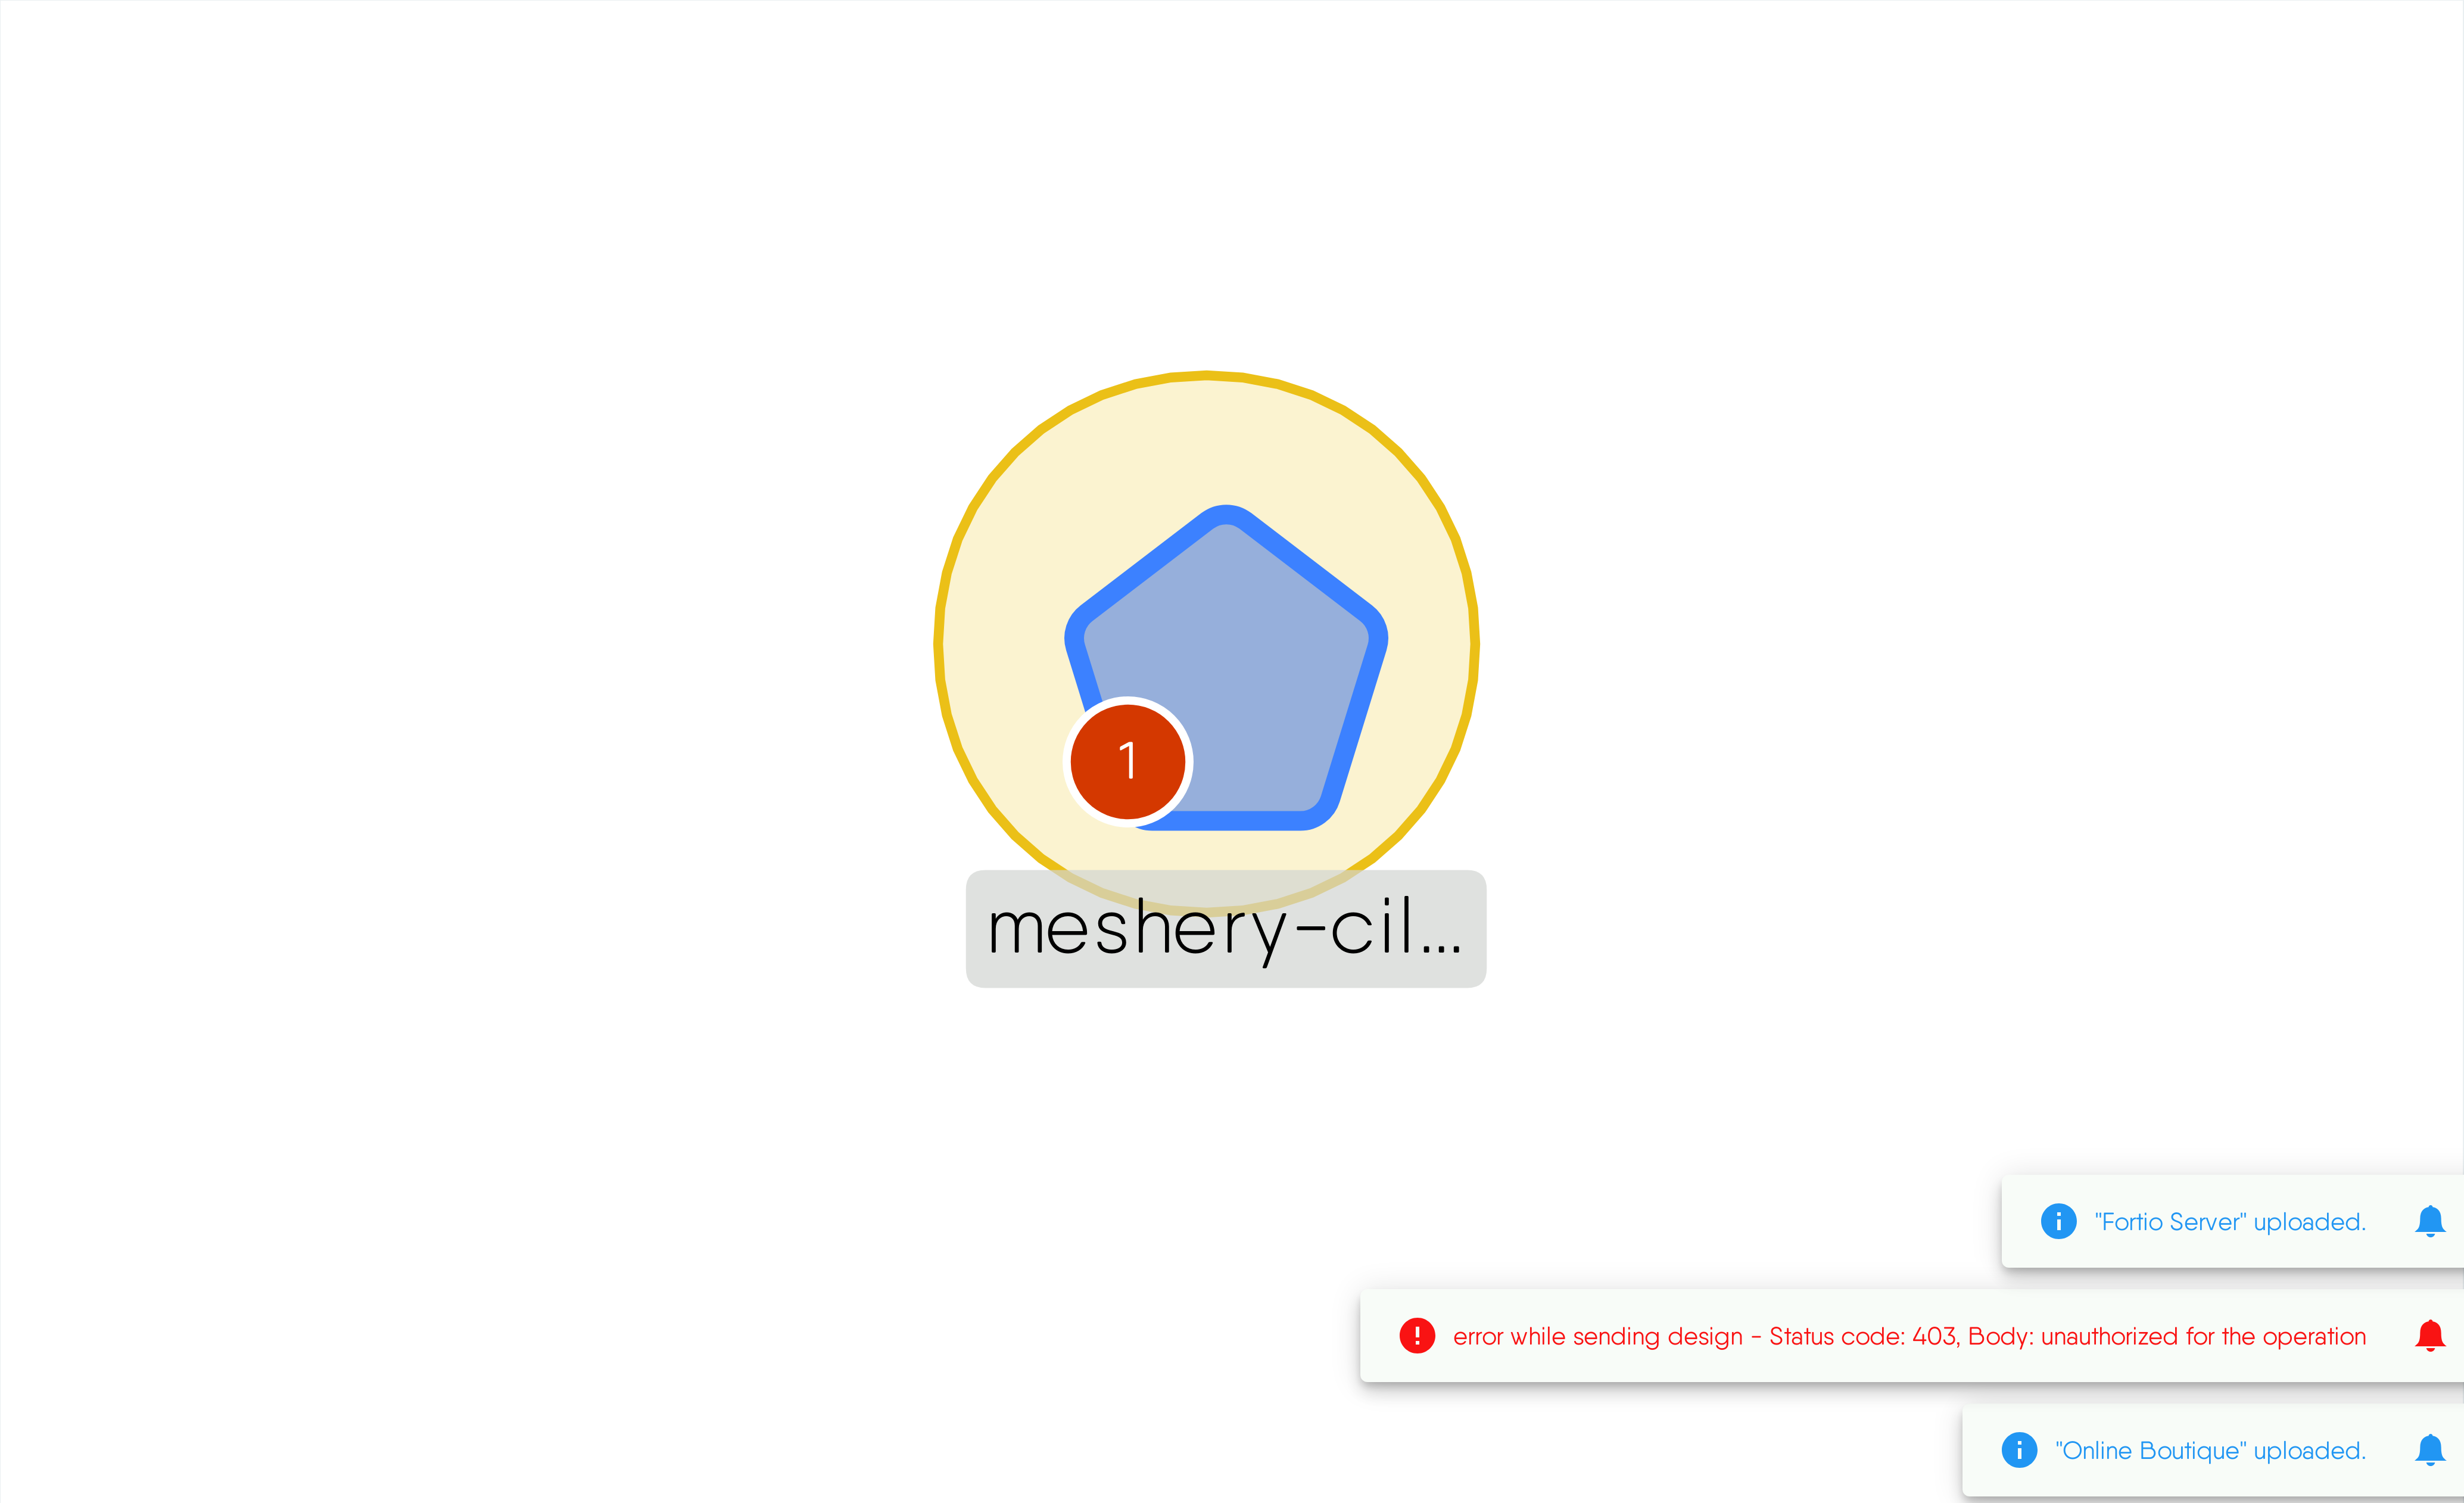 1
meshery-cil...
"Fortio Server" uploaded.
error while sending design - Status code: 403, Body: unauthorized for the operation
"Online Boutique" uploaded.